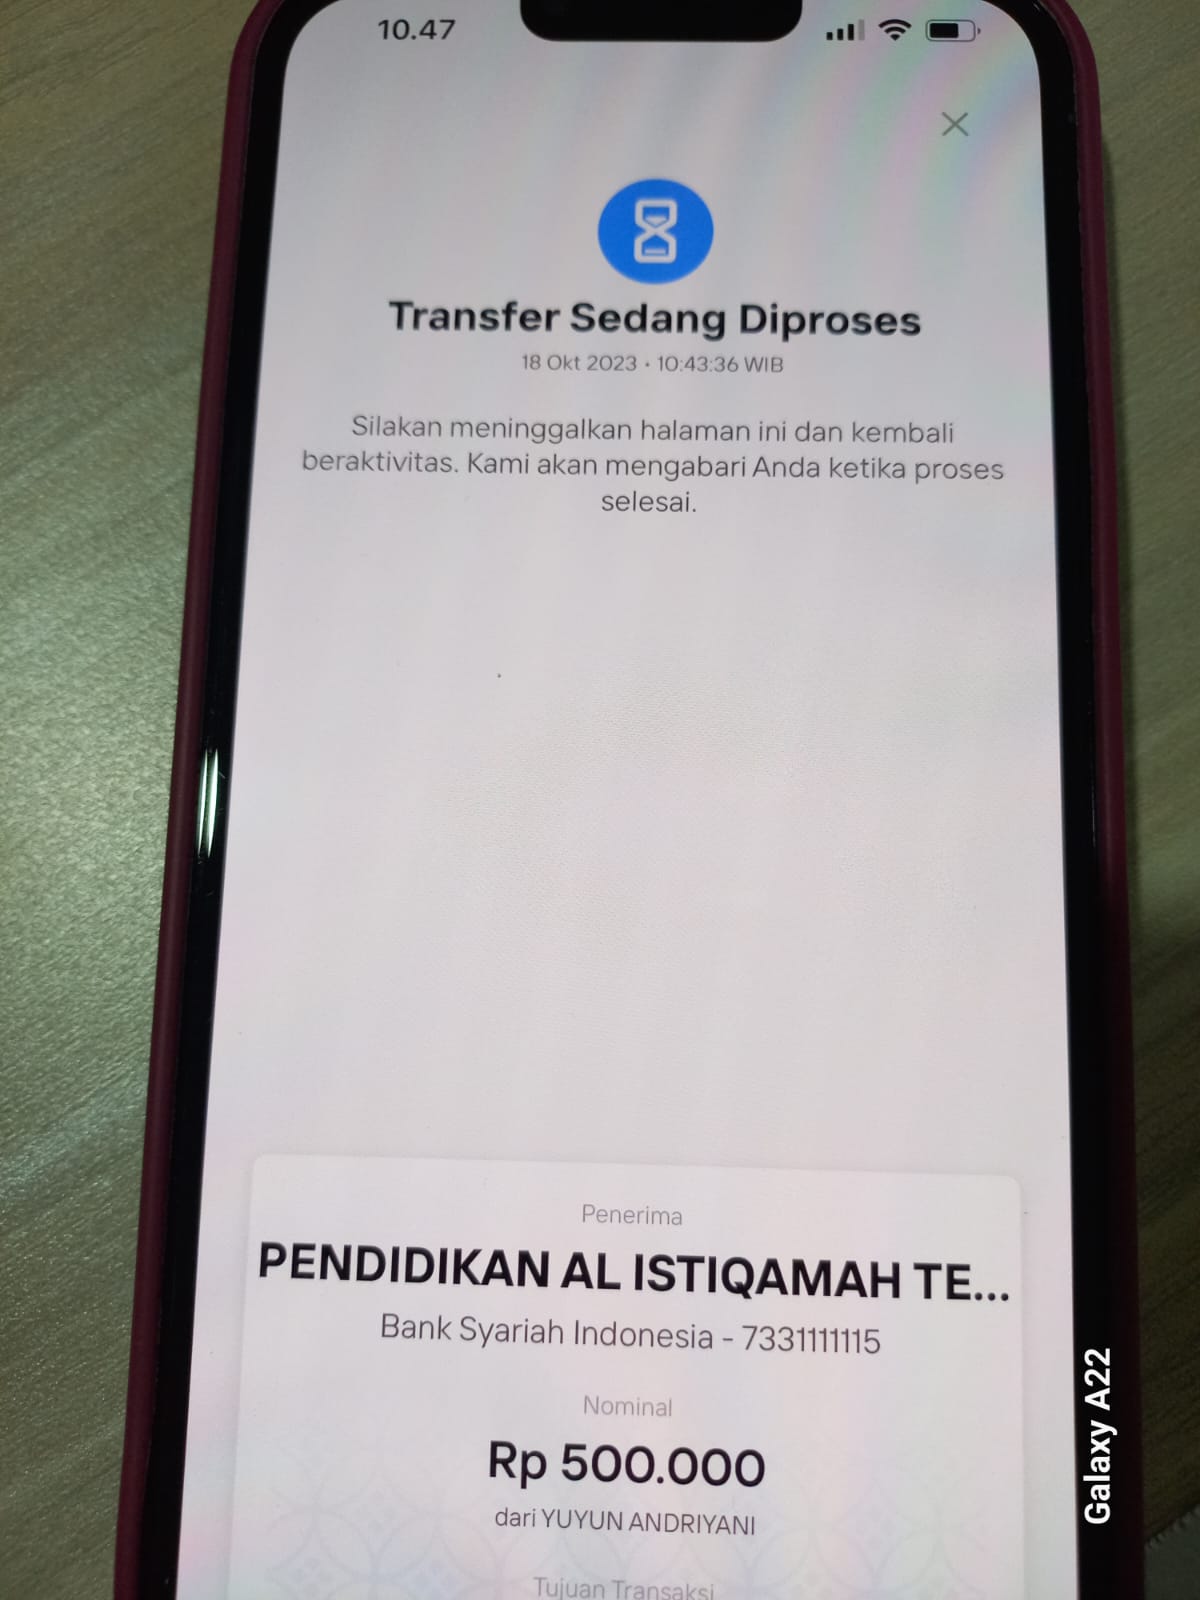 10.47
Transfer Sedang Diproses
18 Okt 2023 • 10:43:36 WIB
Silakan meninggalkan halaman ini dan kembali
beraktivitas. Kami akan mengabari Anda ketika proses
selesai.
Penerima
PENDIDIKAN AL ISTIQAMAH TE...
Bank Syariah Indonesia - 7331111115
Nominal
Rp 500.000
dari YUYUN ANDRIYANI
Tujuan Transaksi
Galaxy A22